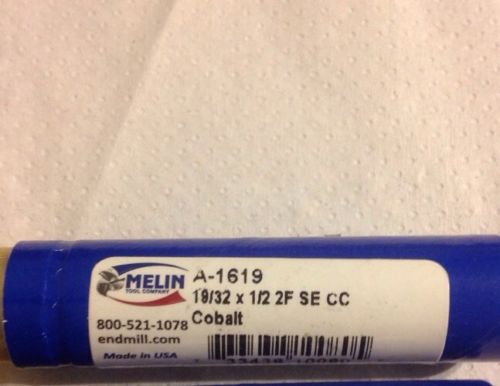 MELIN
TOOL COMPANY
A-1619
19/32 x 1/2 2F SE CC
Cobalt
800-521-1078
endmill.com
Made in USA